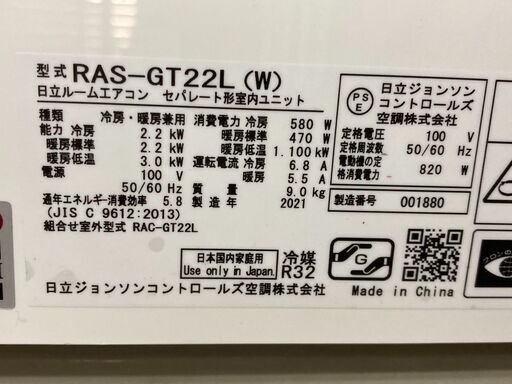 型式 RAS-GT22L (W)
日立ルームエアコン セパレート形室内ユニット
種類 冷房・暖房兼用 消費電力 冷房 580 W
能力 冷房 2.2 kW 暖房標準 470 W
暖房標準 2.2 kW 暖房低温 1.100 kW
暖房低温 3.0 kW 運転電流 冷房 6.8 A
電源 100 V 暖房 5.5 A
50/60 Hz 質量 9.0 kg
通年エネルギー消費効率 5.8 製造年 2021
(JIS C 9612:2013)
組合せ室外型式 RAC-GT22L
日本国内家庭用
Use only in Japan.
冷媒
R32
日立ジョンソンコントロールズ空調株式会社 Made in China
PS
E
日立ジョンソン
コントロールズ
空調株式会社
定格電圧 100 V
定格周波数 50/60 Hz
電動機の定
格消費電力 820 W
製造番号 001880
G